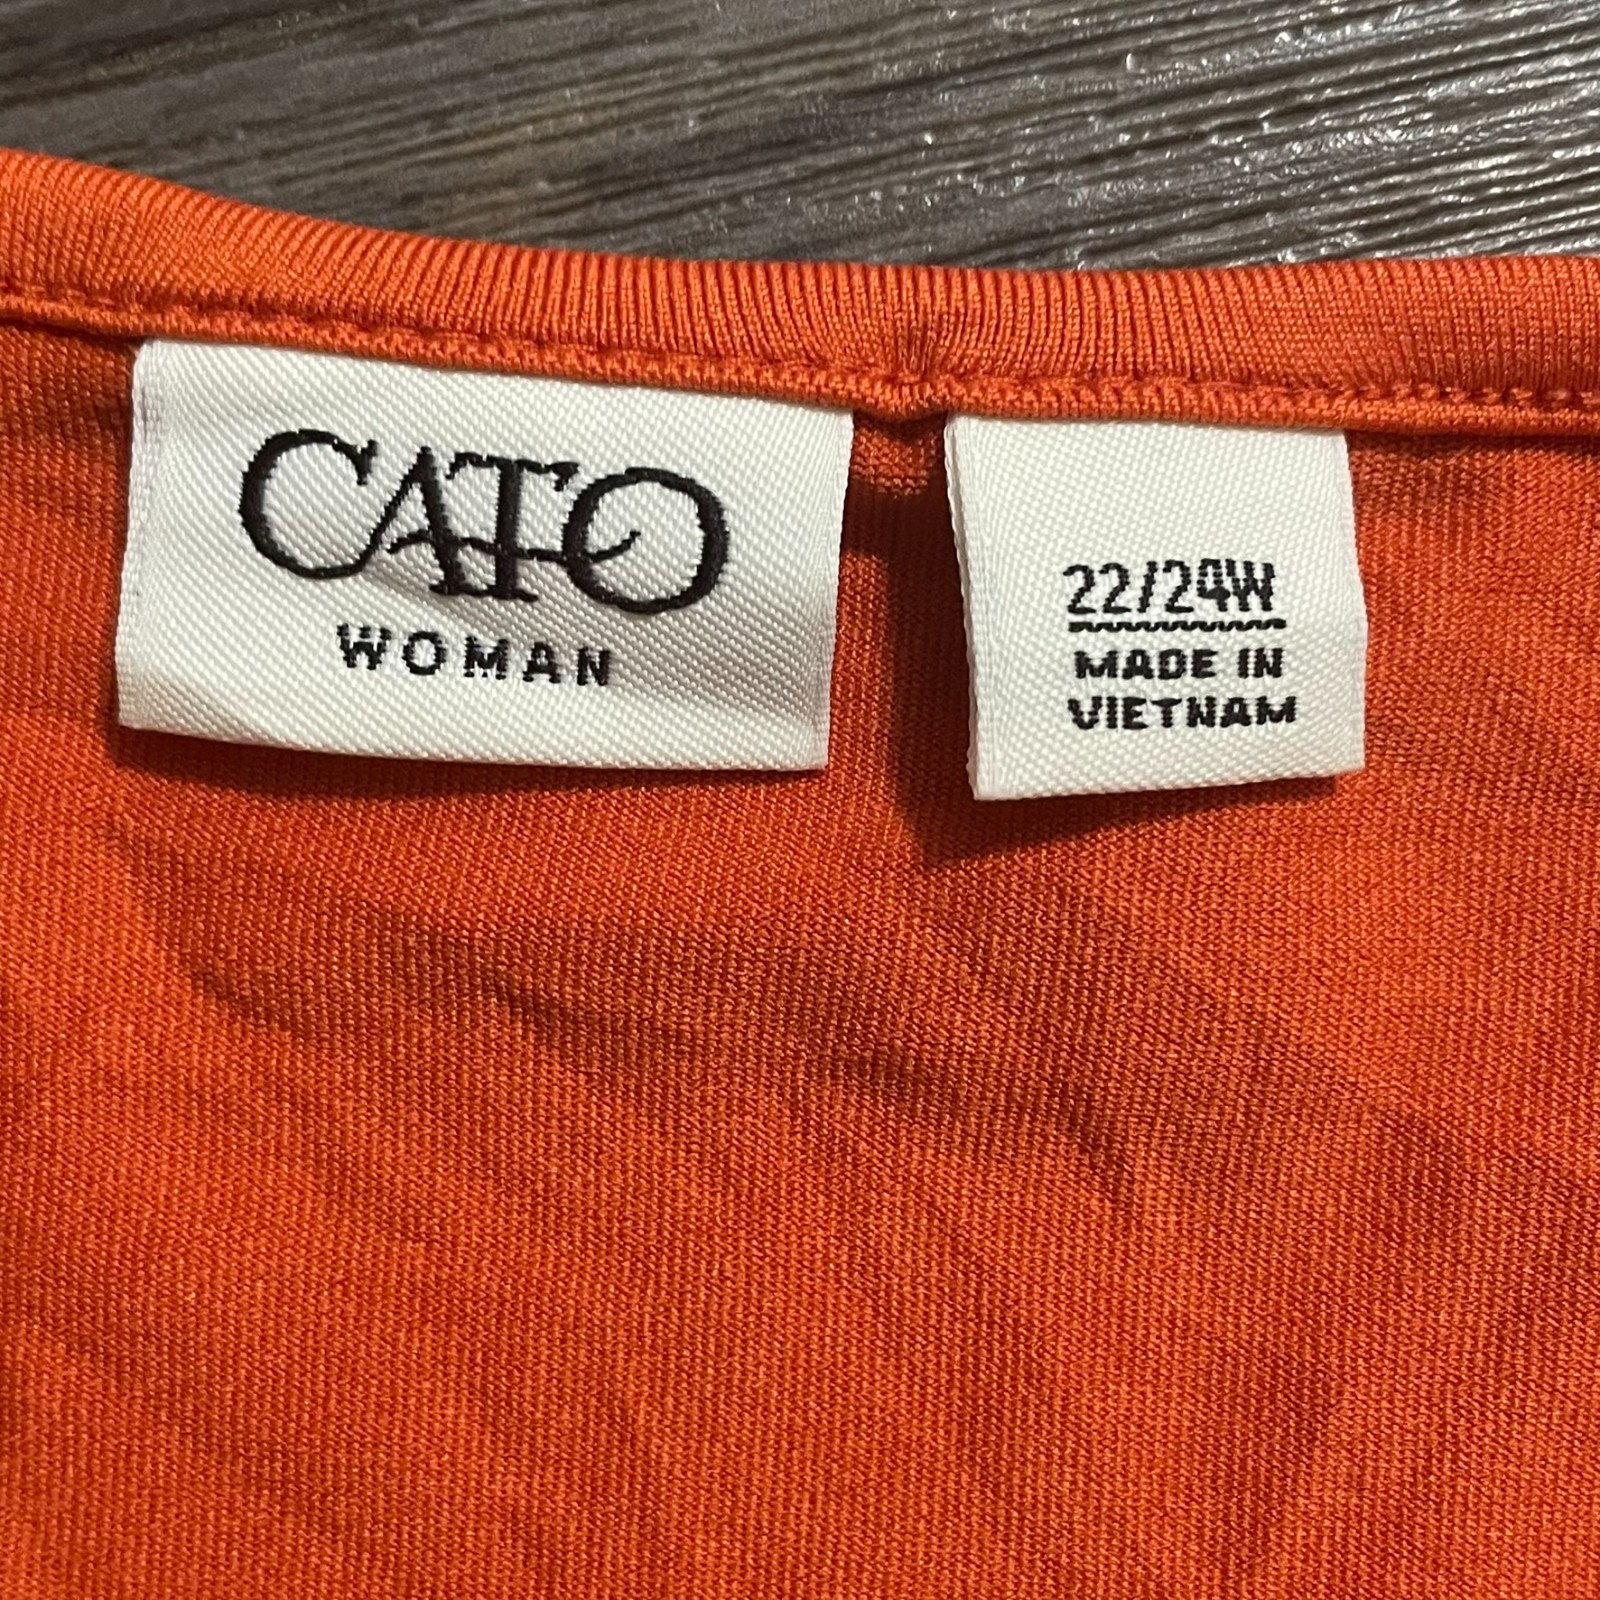 CATO
WOMAN
22/24W
MADE IN
VIETNAM